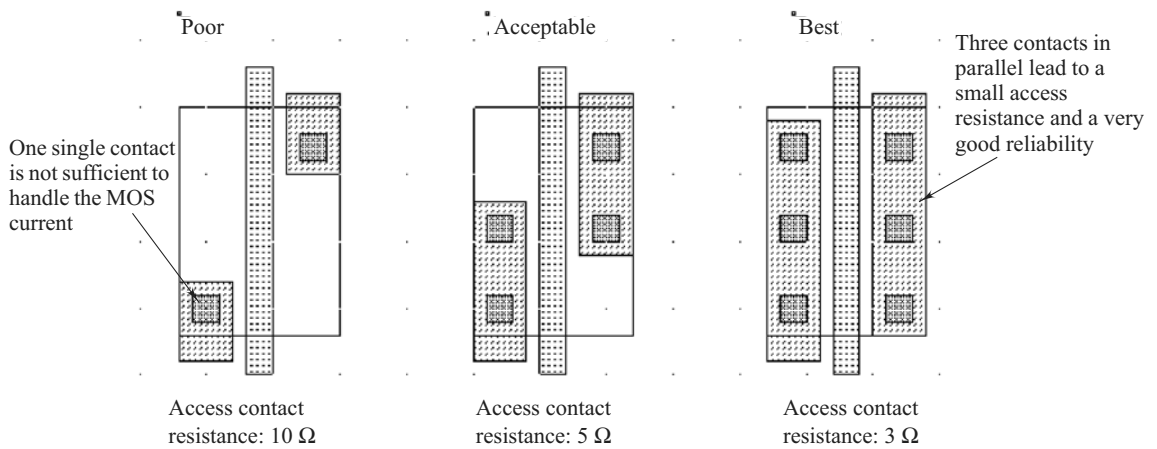 Poor
Acceptable
Best
One single contact
is not sufficient to
handle the MOS
current
Three contacts in
parallel lead to a
small access
resistance and a very
good reliability
Access contact
resistance: 10 Ω
Access contact
resistance: 5 Ω
Access contact
resistance: 3 Ω